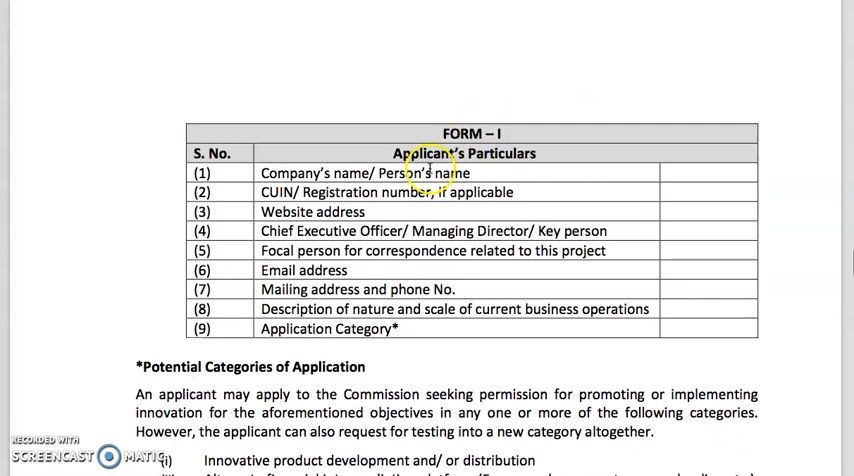 FORM – I
S. No. Applicant's Particulars
(1) Company's name/ Person's name
(2) CUIN/ Registration number, if applicable
(3) Website address
(4) Chief Executive Officer/ Managing Director/ Key person
(5) Focal person for correspondence related to this project
(6) Email address
(7) Mailing address and phone No.
(8) Description of nature and scale of current business operations
(9) Application Category*
*Potential Categories of Application
An applicant may apply to the Commission seeking permission for promoting or implementing
innovation for the aforementioned objectives in any one or more of the following categories.
However, the applicant can also request for testing into a new category altogether.
(i) Innovative product development and/ or distribution
RECORDED WITH
SCREENCAST MATIC